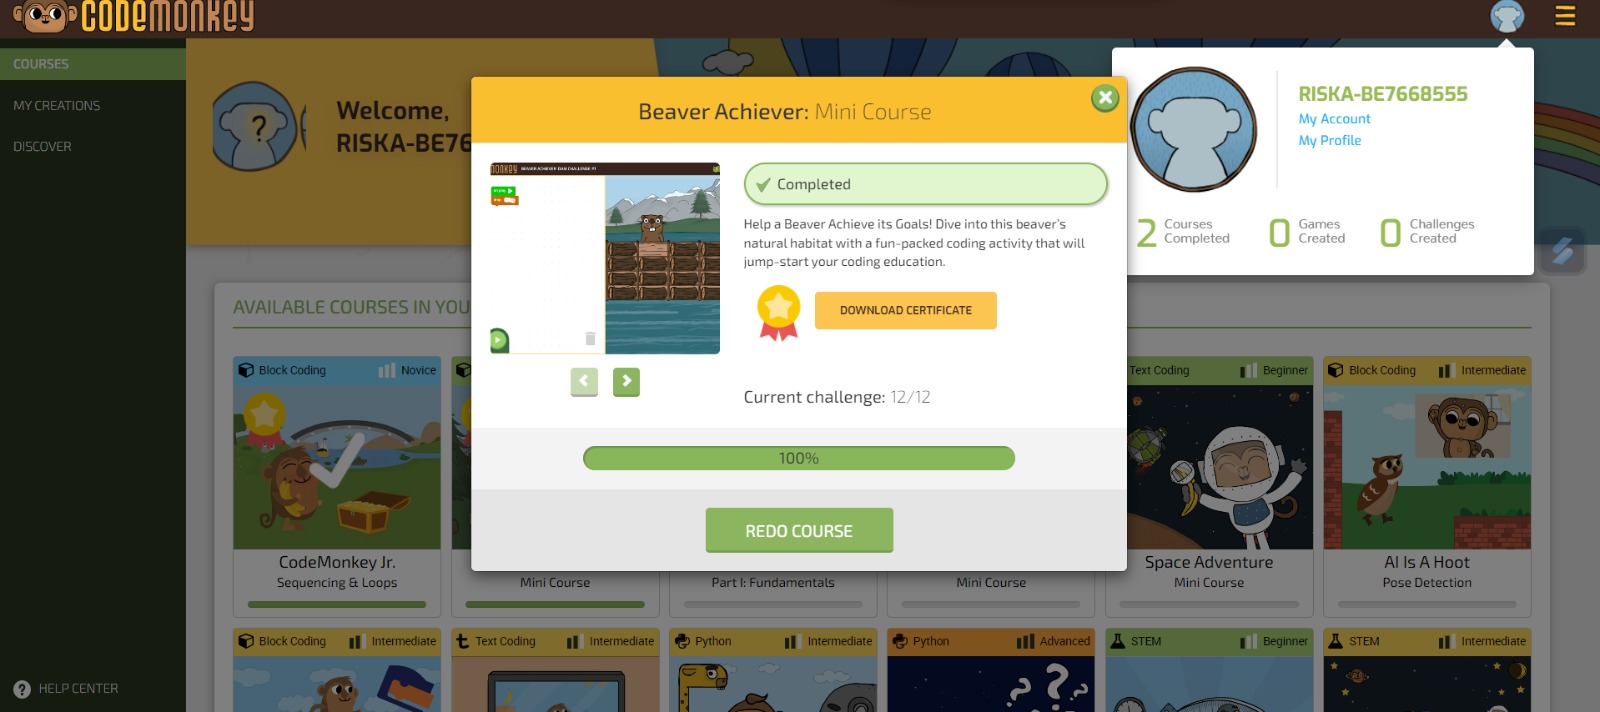 CODEMONKEY
COURSES
MY CREATIONS
DISCOVER
HELP CENTER
Welcome,
RISKA-BE76
RISKA-BE7668555
My Account
My Profile
2 Courses Completed
0 Games Created
0 Challenges Created
Beaver Achiever: Mini Course
BEAVER ACHIEVER
Completed
Help a Beaver Achieve its Goals! Dive into this beaver's
natural habitat with a fun-packed coding activity that will
jump-start your coding education.
DOWNLOAD CERTIFICATE
Current challenge: 12/12
100%
REDO COURSE
AVAILABLE COURSES IN YOU
Block Coding Novice
CodeMonkey Jr.
Sequencing & Loops
Mini Course
Part I: Fundamentals
Mini Course
Text Coding Beginner
Space Adventure
Mini Course
Block Coding Intermediate
AI Is A Hoot
Pose Detection
Block Coding Intermediate
Text Coding Intermediate
Python Intermediate
Python Advanced
STEM Beginner
STEM Intermediate